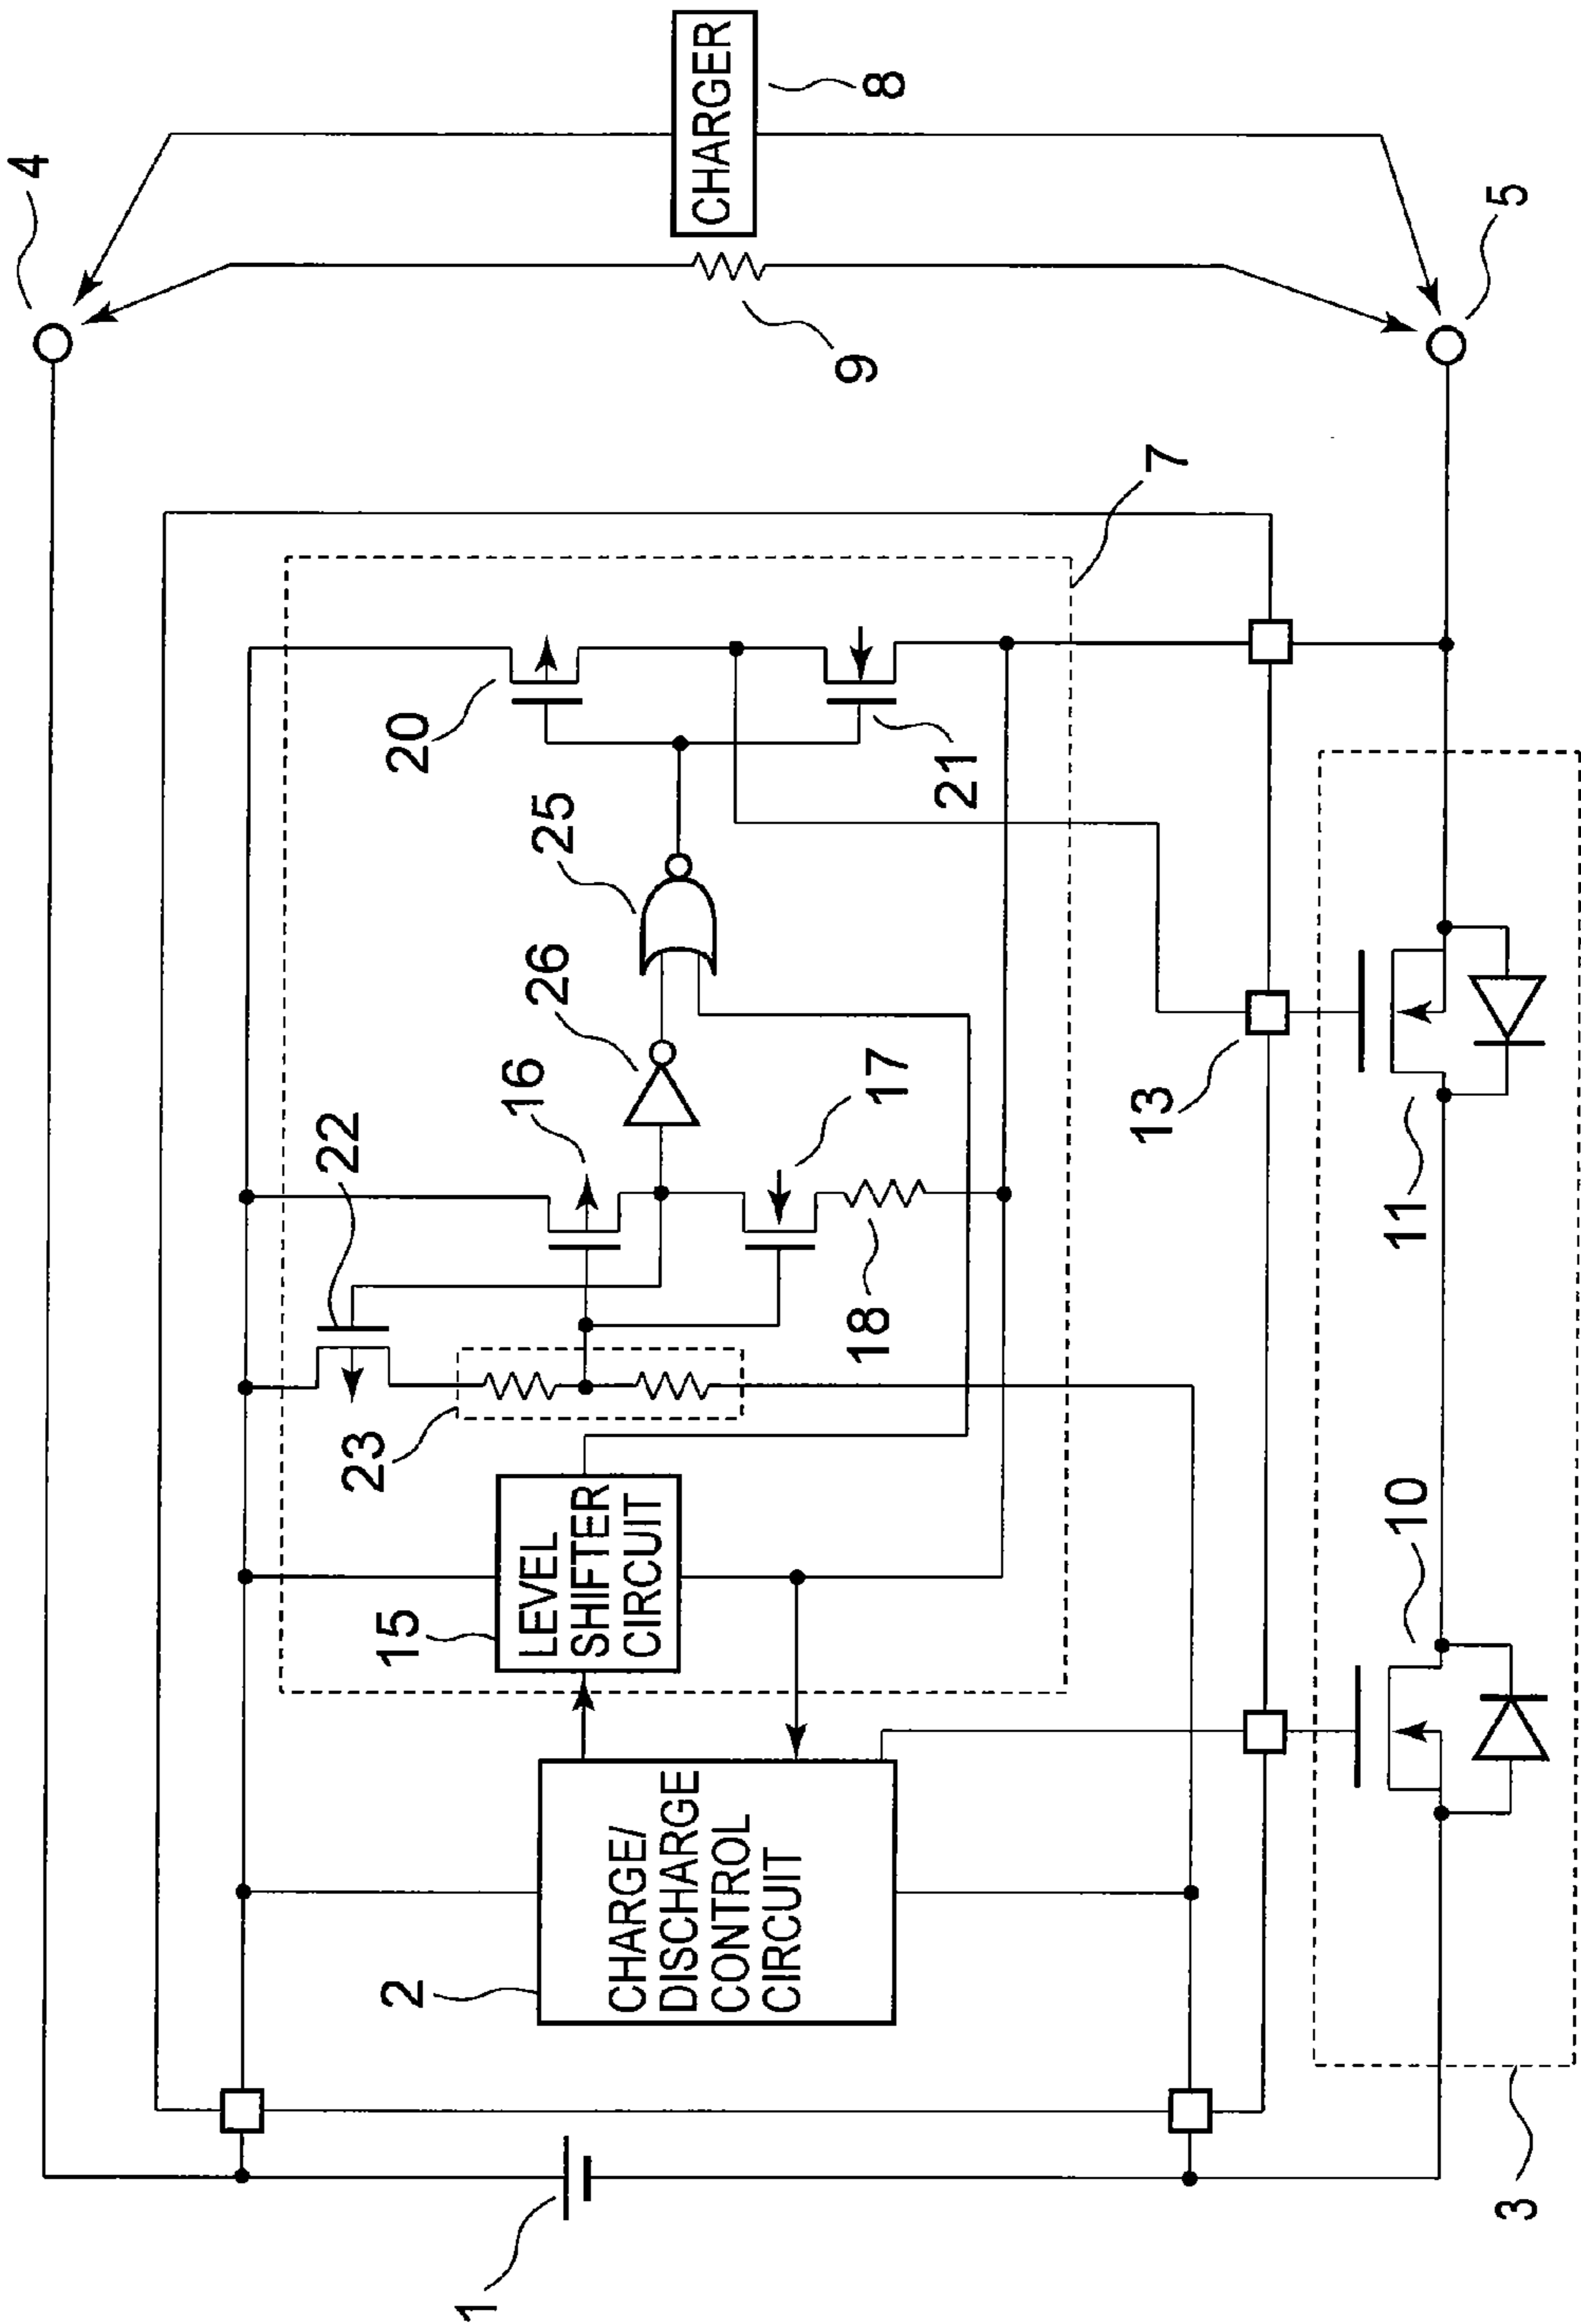 4
CHARGER
8
9
5
7
20
21
25
26
16
17
22
18
23
13
LEVEL
SHIFTER
CIRCUIT
15
11
10
CHARGE/
DISCHARGE
CONTROL
CIRCUIT
2
3
1